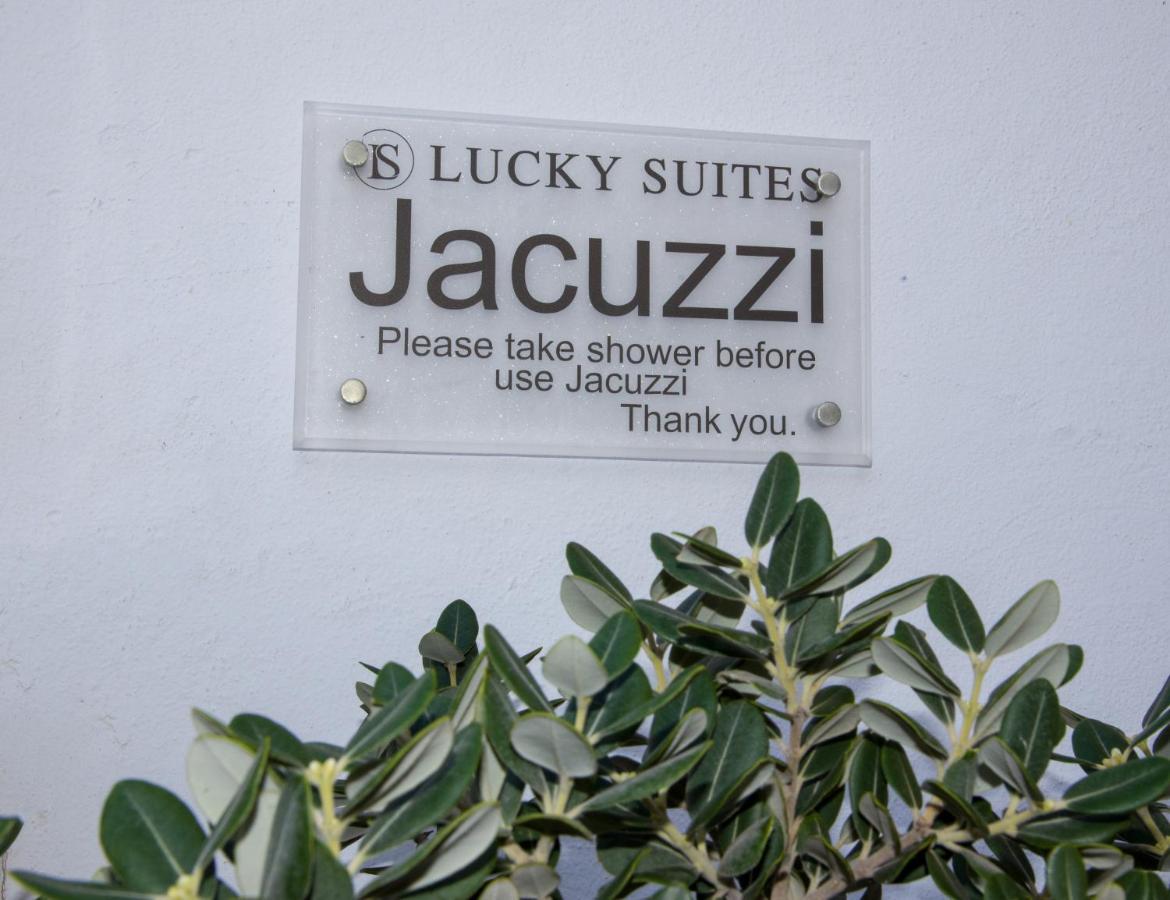 LS LUCKY SUITES
Jacuzzi
Please take shower before
use Jacuzzi
Thank you.